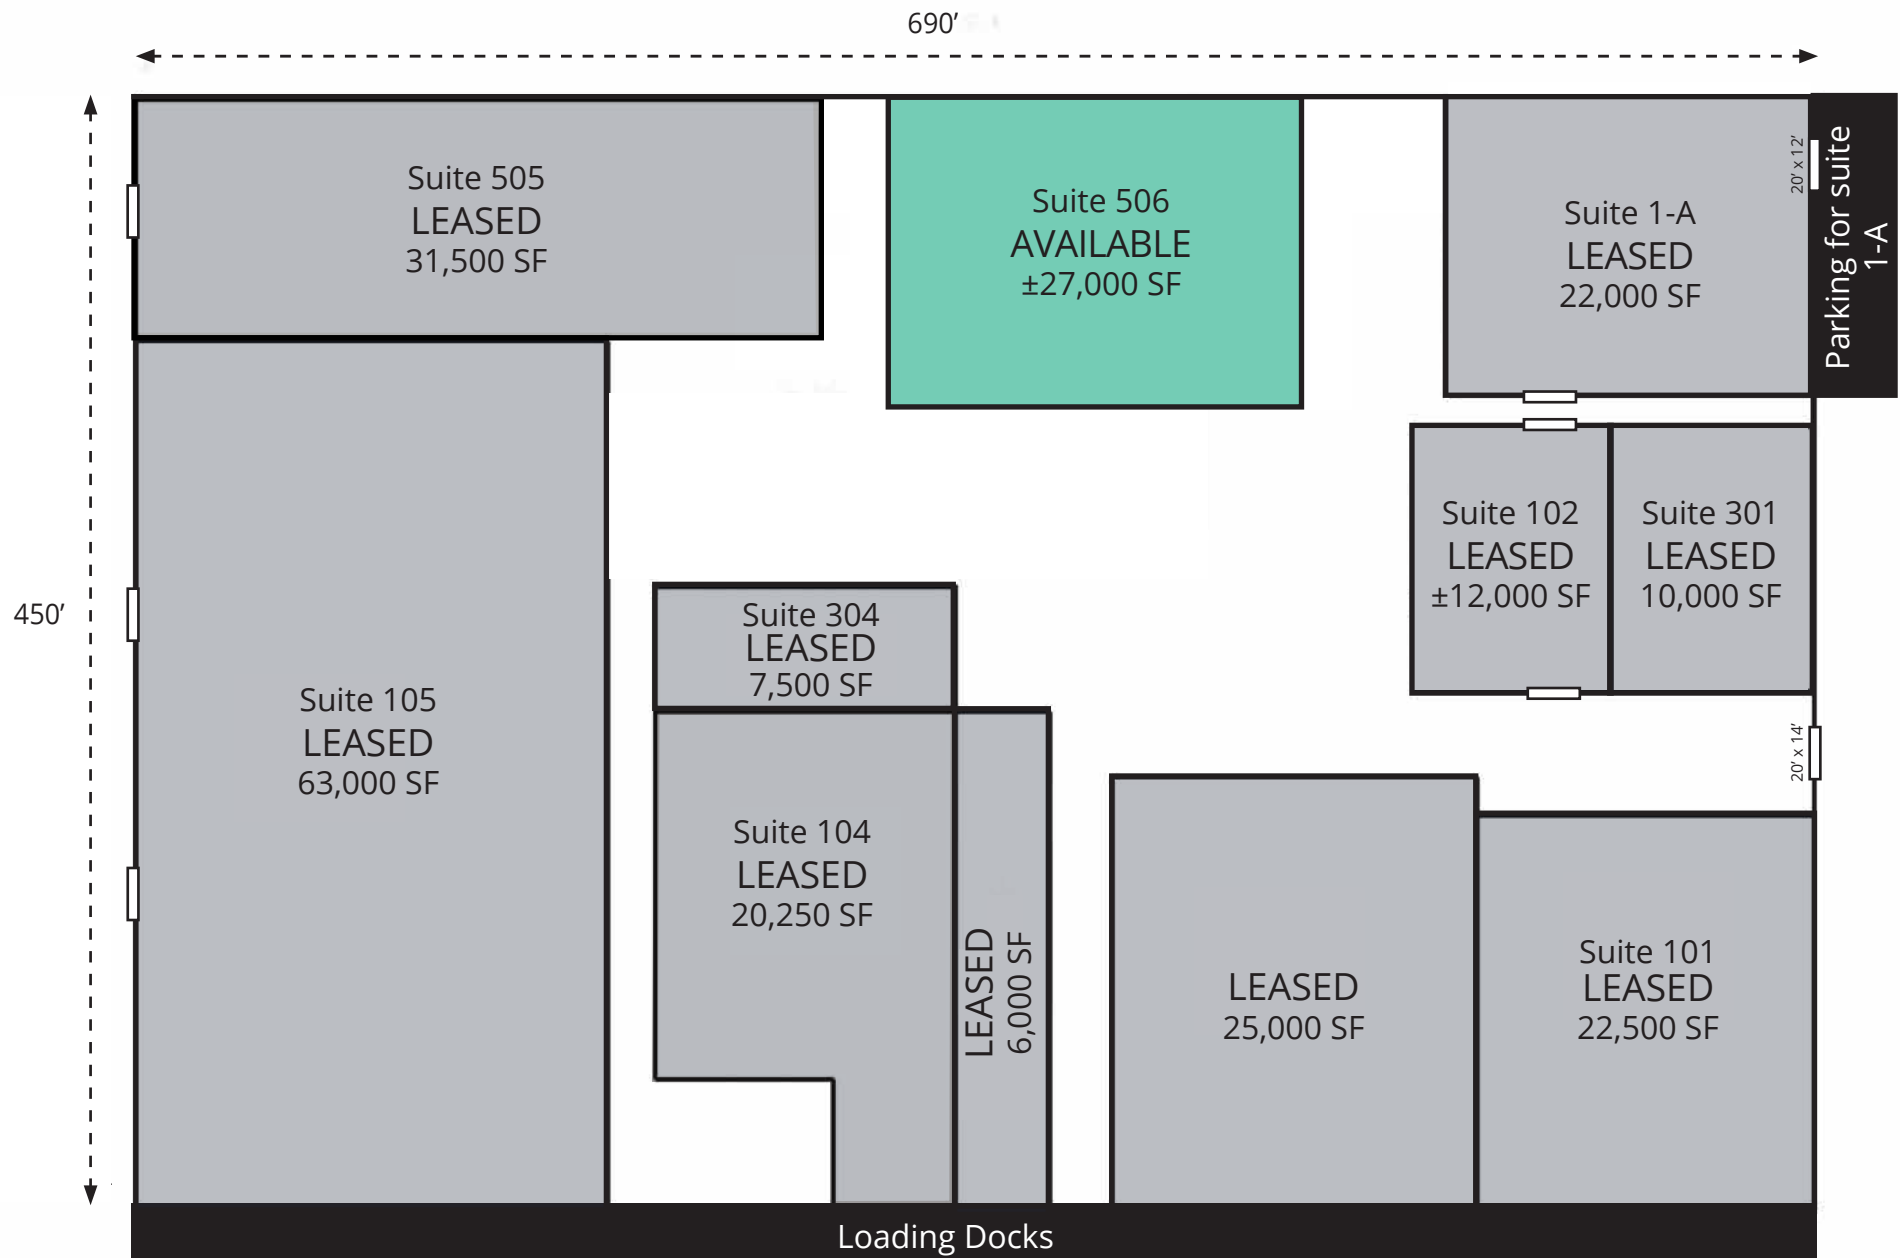 690’
450’
Suite 505
LEASED
31,500 SF
Suite 506
AVAILABLE
±27,000 SF
Suite 1-A
LEASED
22,000 SF
20’ x 12’
Parking for suite
1-A
Suite 102
LEASED
±12,000 SF
Suite 301
LEASED
10,000 SF
Suite 304
LEASED
7,500 SF
Suite 105
LEASED
63,000 SF
20’ x 14’
Suite 104
LEASED
20,250 SF
LEASED
6,000 SF
LEASED
25,000 SF
Suite 101
LEASED
22,500 SF
Loading Docks